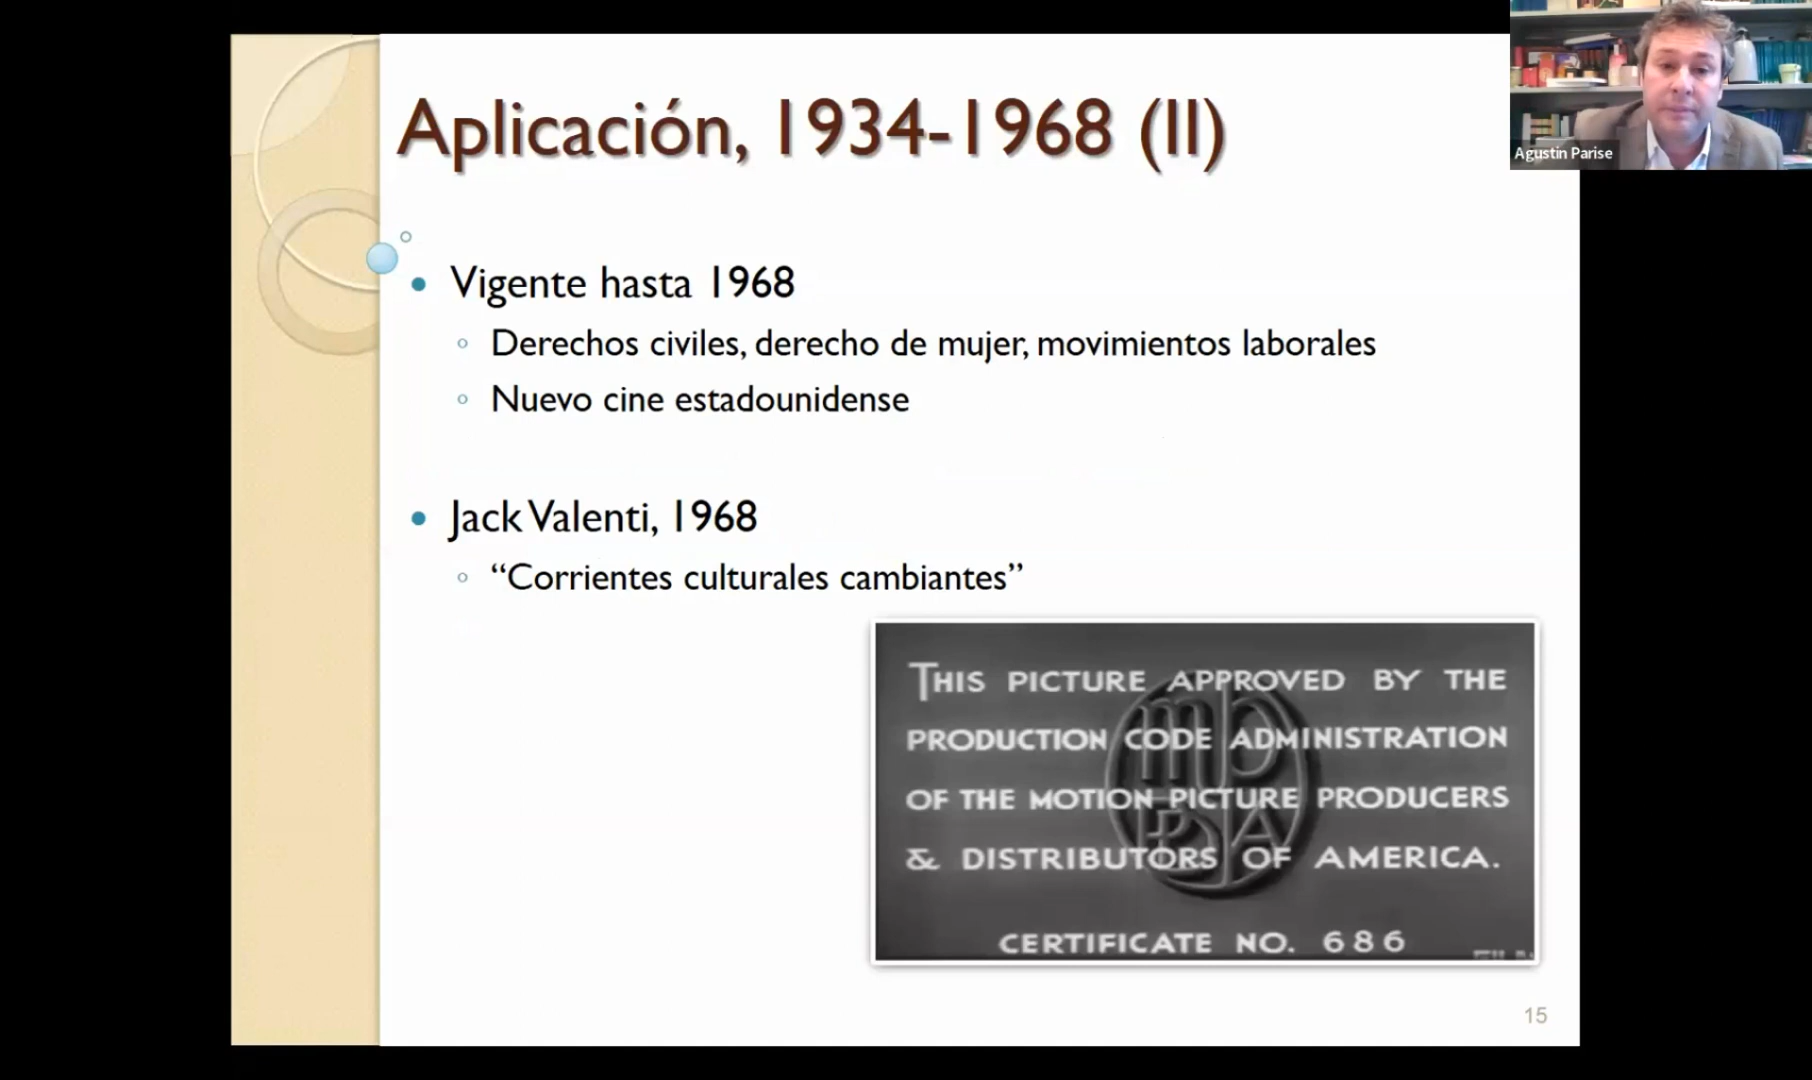 Aplicación, 1934-1968 (II)
Agustin Parise
Vigente hasta 1968
Derechos civiles, derecho de mujer, movimientos laborales
Nuevo cine estadounidense
Jack Valenti, 1968
“Corrientes culturales cambiantes”
THIS PICTURE APPROVED BY THE
PRODUCTION CODE ADMINISTRATION
OF THE MOTION PICTURE PRODUCERS
& DISTRIBUTORS OF AMERICA.
CERTIFICATE NO. 686
15